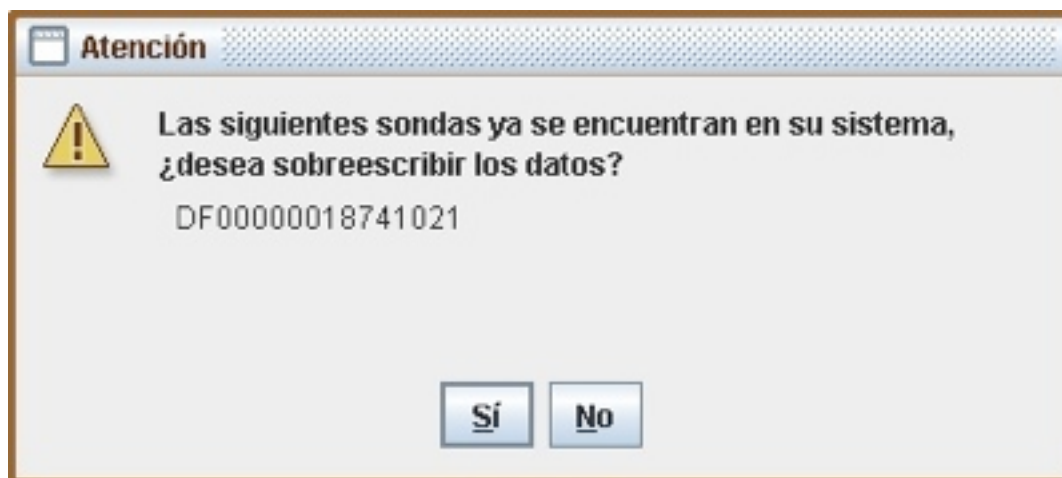 Atención
Las siguientes sondas ya se encuentran en su sistema,
¿desea sobreescribir los datos?
DF00000018741021
Sí No